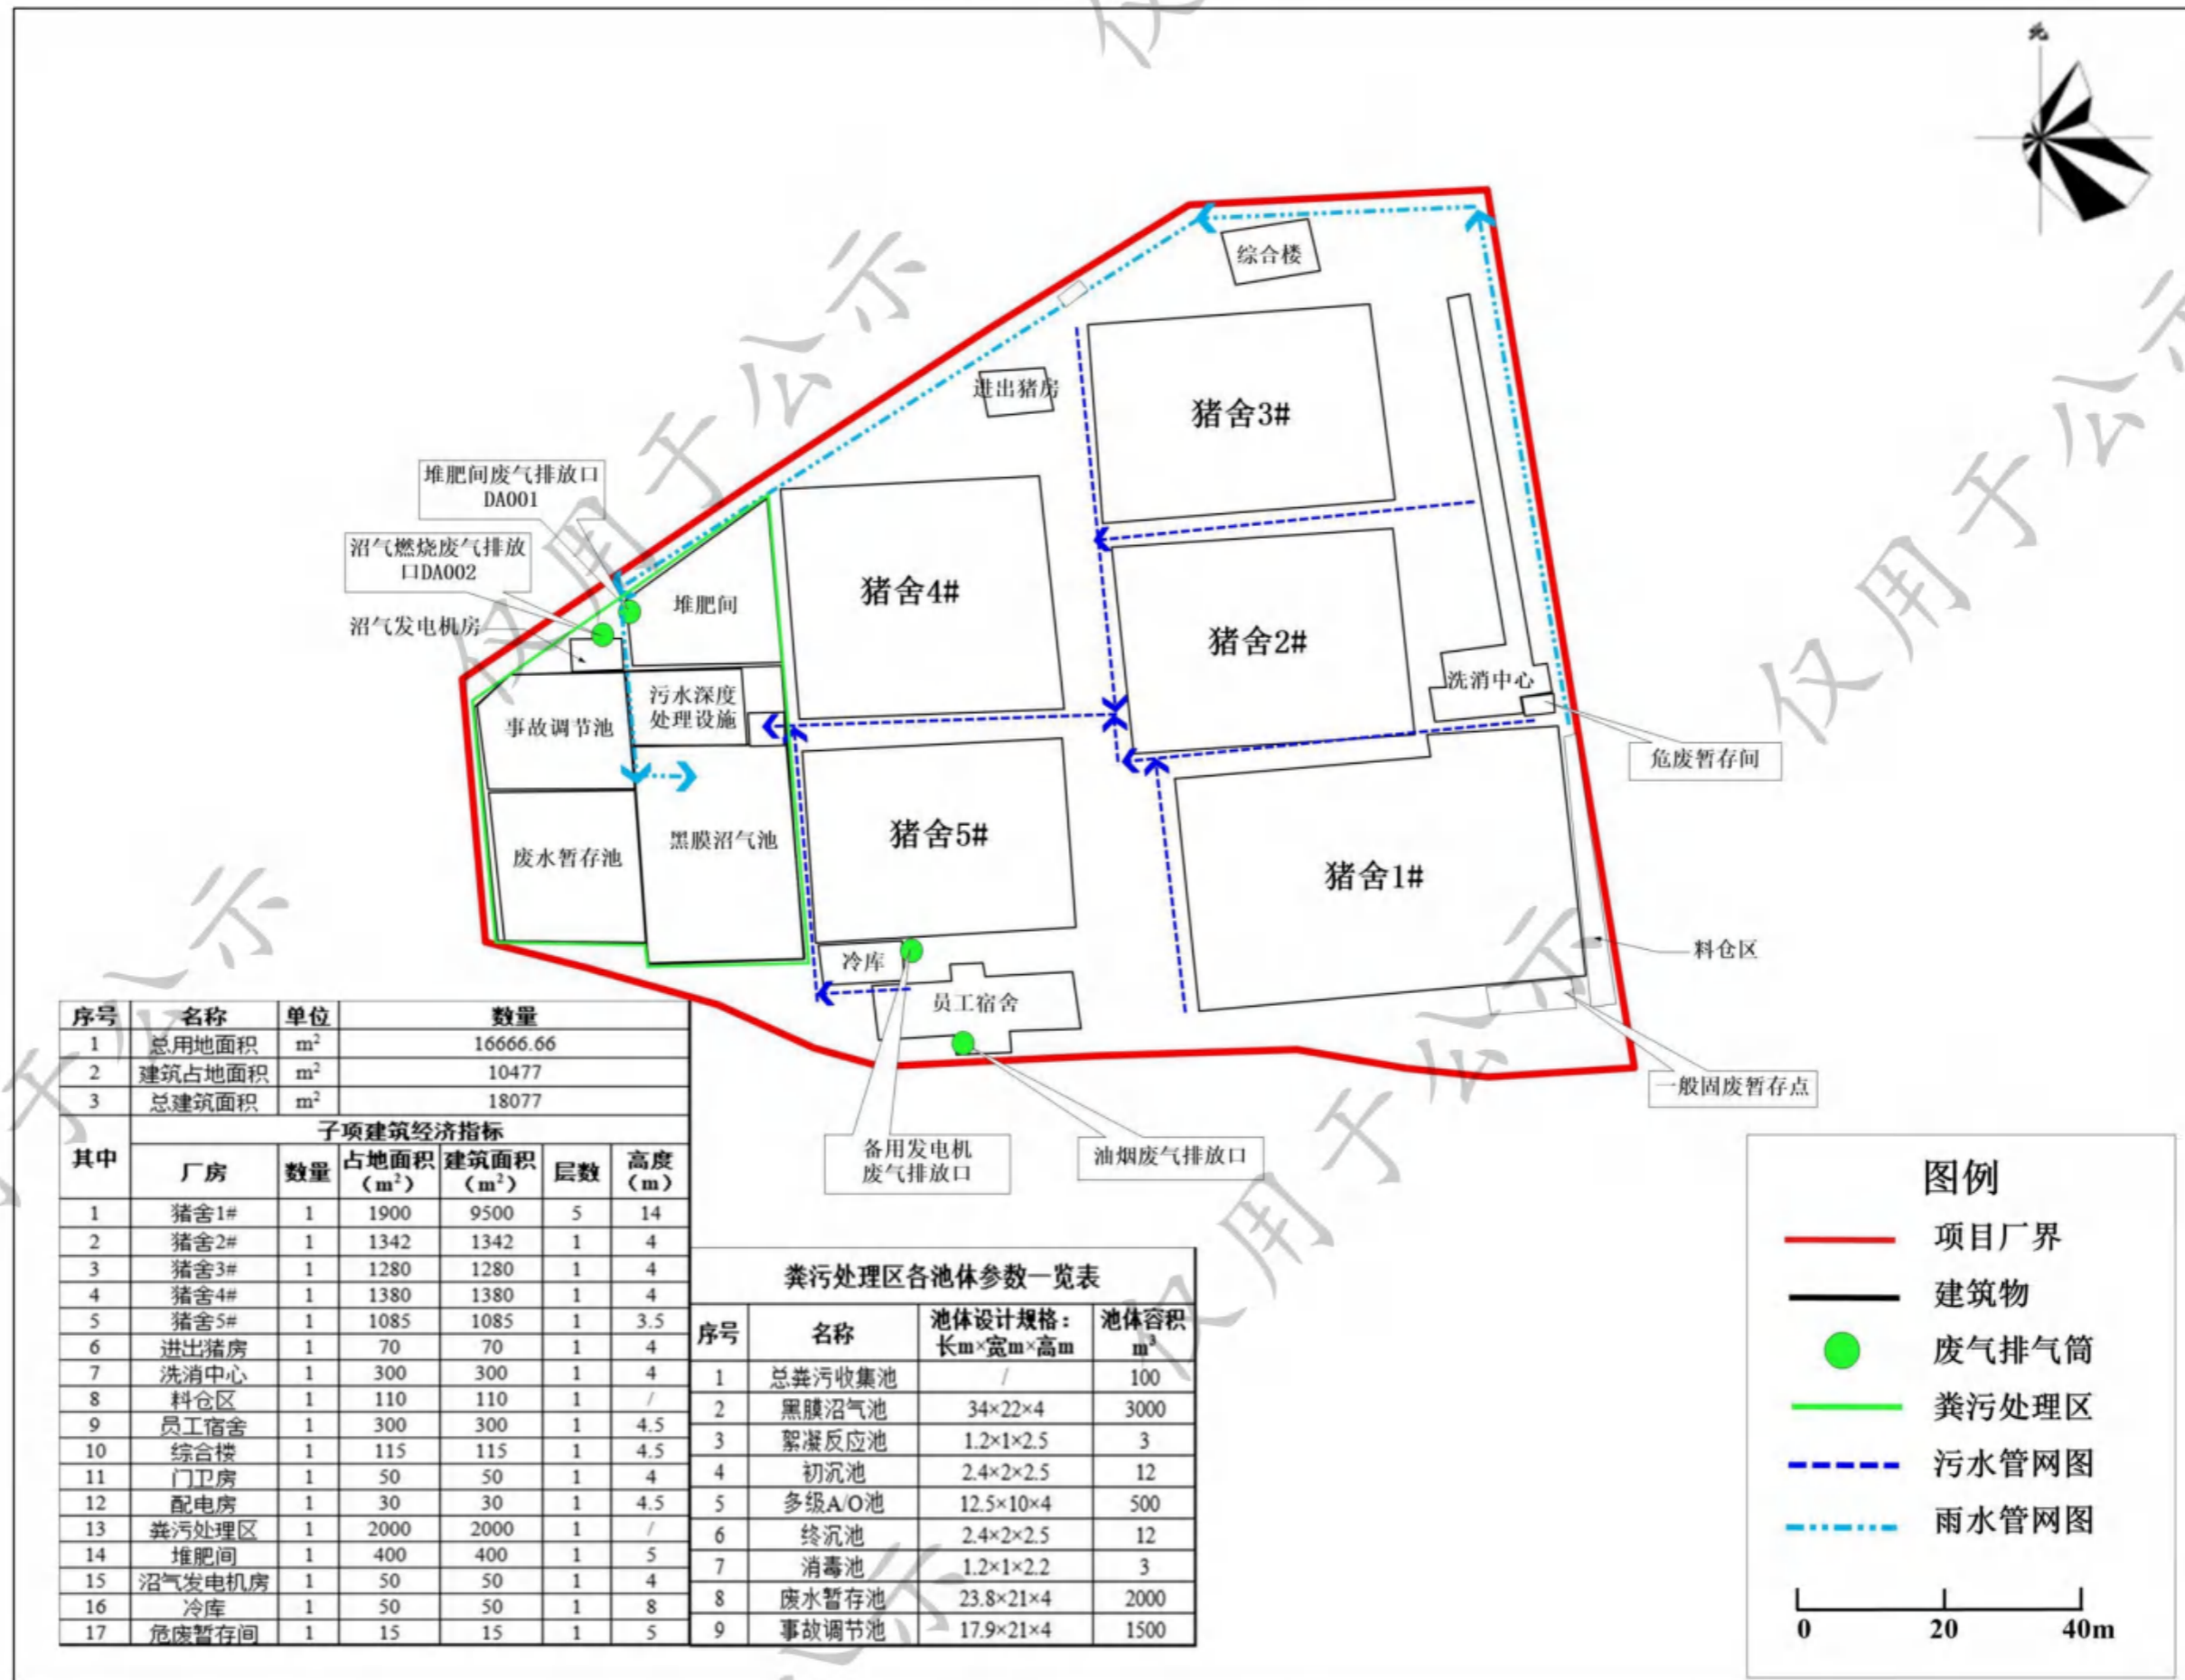 北
综合楼
进出猪房
猪舍3#
堆肥间废气排放口
DA001
沼气燃烧废气排放
口DA002
沼气发电机房
堆肥间
猪舍4#
猪舍2#
洗消中心
污水深度
处理设施
事故调节池
危废暂存间
废水暂存池
黑膜沼气池
猪舍5#
猪舍1#
料仓区
冷库
员工宿舍
一般固废暂存点
备用发电机
废气排放口
油烟废气排放口
序号 名称 单位 数量
1 总用地面积 m² 16666.66
2 建筑占地面积 m² 10477
3 总建筑面积 m² 18077
其中 子项建筑经济指标
厂房 数量 占地面积（m²） 建筑面积（m²） 层数 高度（m）
1 猪舍1# 1 1900 9500 5 14
2 猪舍2# 1 1342 1342 1 4
3 猪舍3# 1 1280 1280 1 4
4 猪舍4# 1 1380 1380 1 4
5 猪舍5# 1 1085 1085 1 3.5
6 进出猪房 1 70 70 1 4
7 洗消中心 1 300 300 1 4
8 料仓区 1 110 110 1 /
9 员工宿舍 1 300 300 1 4.5
10 综合楼 1 115 115 1 4.5
11 门卫房 1 50 50 1 4
12 配电房 1 30 30 1 4.5
13 粪污处理区 1 2000 2000 1 /
14 堆肥间 1 400 400 1 5
15 沼气发电机房 1 50 50 1 4
16 冷库 1 50 50 1 8
17 危废暂存间 1 15 15 1 5
粪污处理区各池体参数一览表
序号 名称 池体设计规格：长m×宽m×高m 池体容积m³
1 总粪污收集池 / 100
2 黑膜沼气池 34×22×4 3000
3 絮凝反应池 1.2×1×2.5 3
4 初沉池 2.4×2×2.5 12
5 多级A/O池 12.5×10×4 500
6 终沉池 2.4×2×2.5 12
7 消毒池 1.2×1×2.2 3
8 废水暂存池 23.8×21×4 2000
9 事故调节池 17.9×21×4 1500
图例
项目厂界
建筑物
废气排气筒
粪污处理区
污水管网图
雨水管网图
0 20 40m
仅用于公示
仅用于公示
仅用于公示